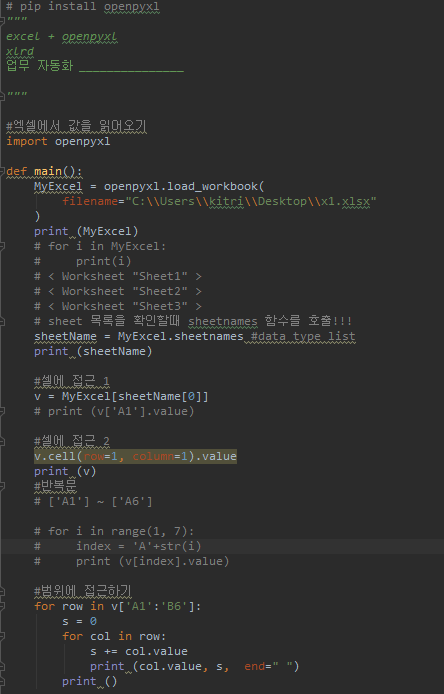 # pip install openpyxl
"""
excel + openpyxl
xlrd
업무 자동화 _______________
"""
#엑셀에서 값을 읽어오기
import openpyxl
def main():
    MyExcel = openpyxl.load_workbook(
        filename="C:\\Users\\kitri\\Desktop\\x1.xlsx"
    )
    print (MyExcel)
    # for i in MyExcel:
    #     print(i)
    # < Worksheet "Sheet1" >
    # < Worksheet "Sheet2" >
    # < Worksheet "Sheet3" >
    # sheet 목록을 확인할때 sheetnames 함수를 호출!!!
    sheetName = MyExcel.sheetnames #data type list
    print (sheetName)
    #셀에 접근 1
    v = MyExcel[sheetName[0]]
    # print (v['A1'].value)
    #셀에 접근 2
    v.cell(row=1, column=1).value
    print (v)
    #반복문
    # ['A1'] ~ ['A6']
    # for i in range(1, 7):
    #     index = 'A'+str(i)
    #     print (v[index].value)
    #범위에 접근하기
    for row in v['A1':'B6']:
        s = 0
        for col in row:
            s += col.value
            print (col.value, s,  end=" ")
        print ()